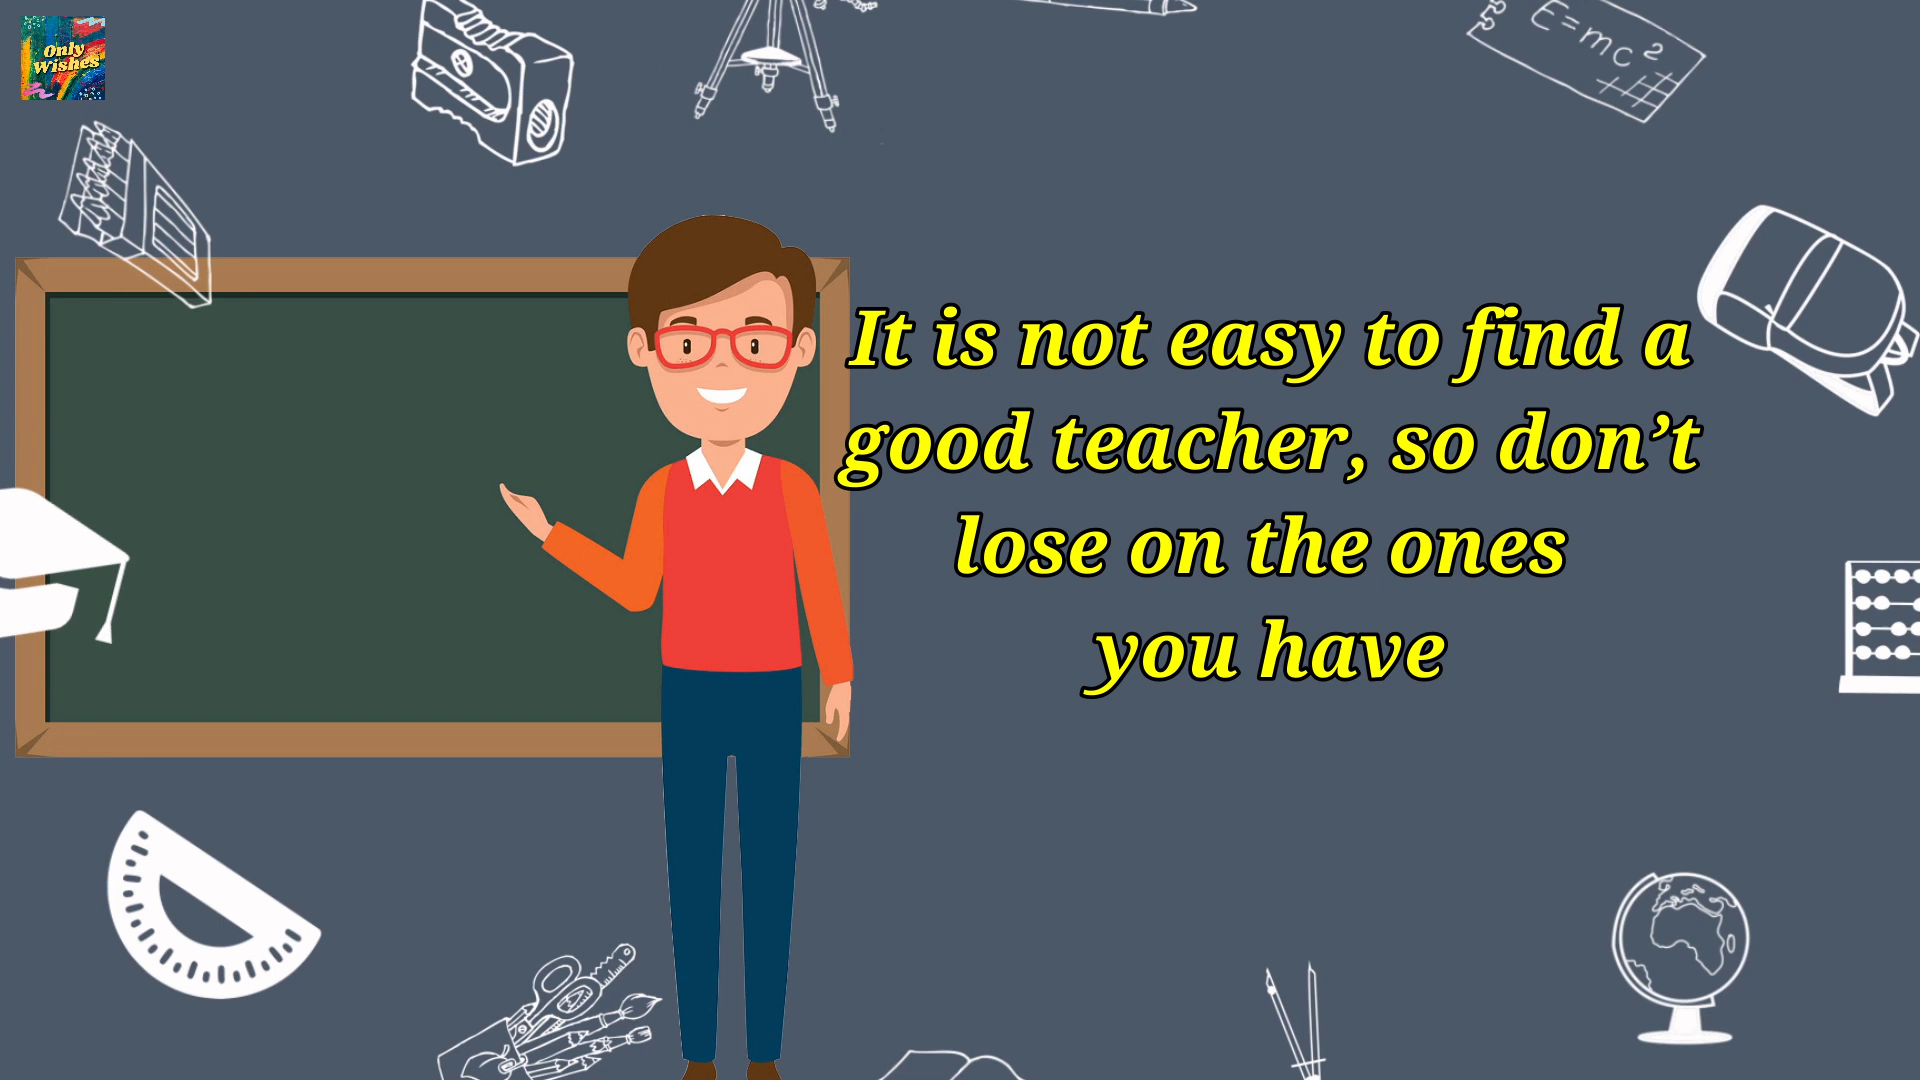 Only
Wishes
E=mc²
It is not easy to find a
good teacher, so don’t
lose on the ones
you have